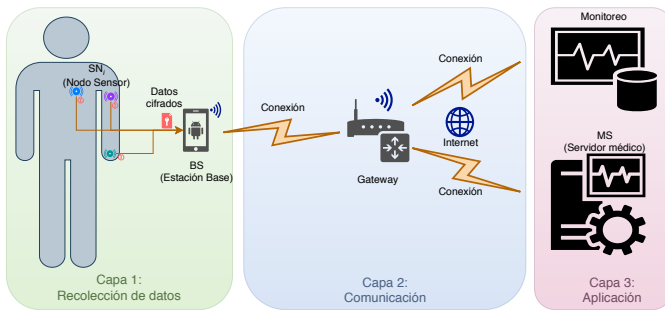 SNi
(Nodo Sensor)
Datos
cifrados
BS
(Estación Base)
Capa 1:
Recolección de datos
Conexión
Conexión
Internet
Gateway
Conexión
Capa 2:
Comunicación
Monitoreo
MS
(Servidor médico)
Capa 3:
Aplicación